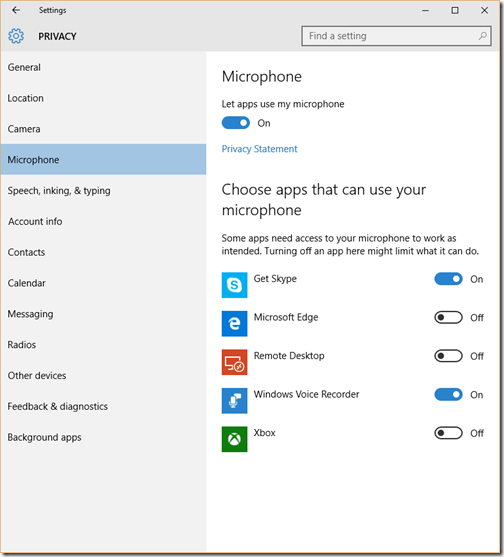 Settings
PRIVACY
Find a setting
General
Location
Camera
Microphone
Speech, inking, & typing
Account info
Contacts
Calendar
Messaging
Radios
Other devices
Feedback & diagnostics
Background apps
Microphone
Let apps use my microphone
On
Privacy Statement
Choose apps that can use your
microphone
Some apps need access to your microphone to work as
intended. Turning off an app here might limit what it can do.
Get Skype On
Microsoft Edge Off
Remote Desktop Off
Windows Voice Recorder On
Xbox Off